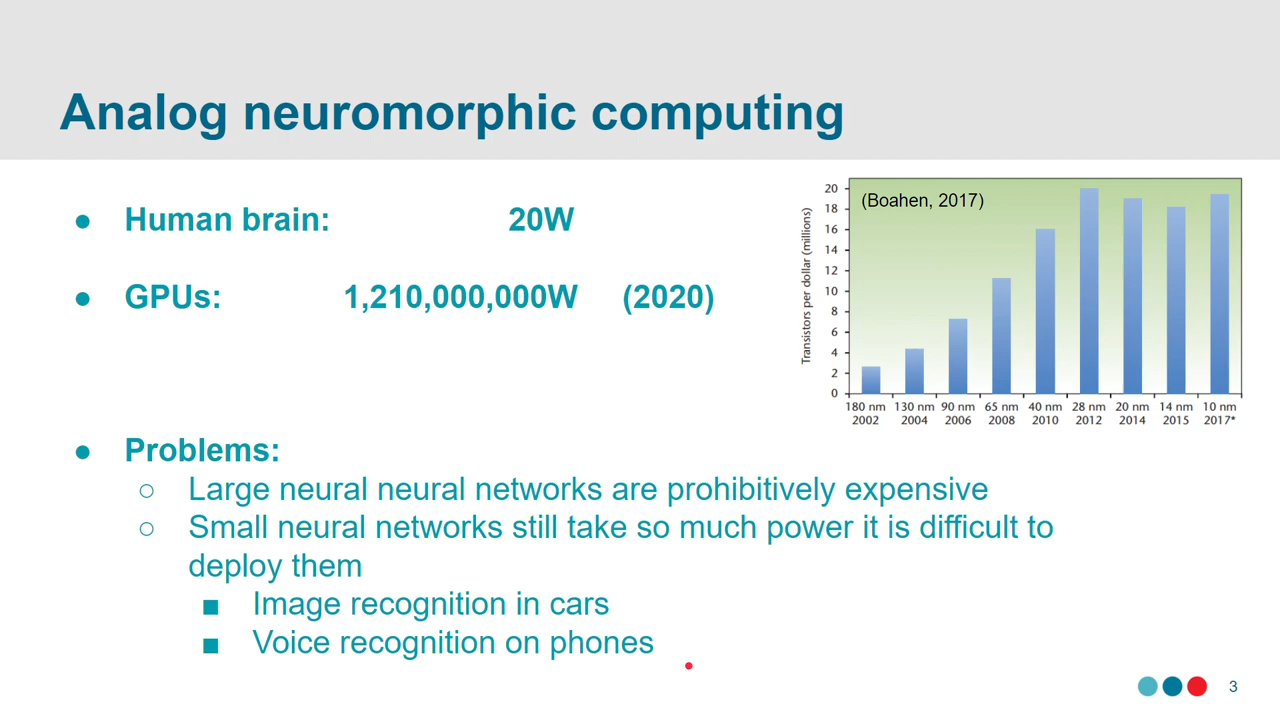 Analog neuromorphic computing
● Human brain: 20W
● GPUs: 1,210,000,000W (2020)
(Boahen, 2017)
Transistors per dollar (millions)
20
18
16
14
12
10
8
6
4
2
0
180 nm 130 nm 90 nm 65 nm 40 nm 28 nm 20 nm 14 nm 10 nm
2002 2004 2006 2008 2010 2012 2014 2015 2017*
● Problems:
○ Large neural neural networks are prohibitively expensive
○ Small neural networks still take so much power it is difficult to
deploy them
■ Image recognition in cars
■ Voice recognition on phones
3